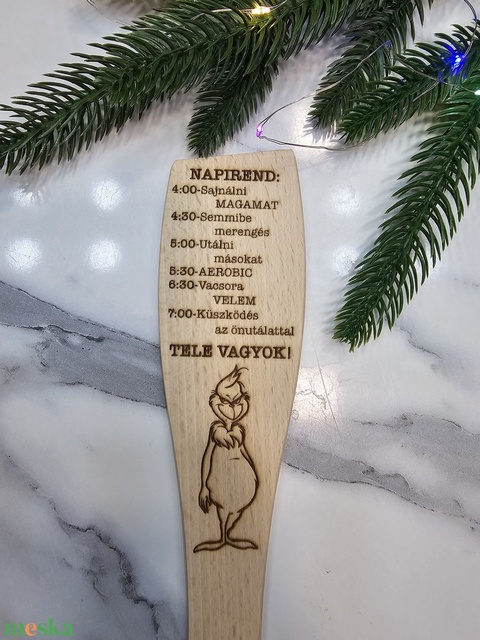 NAPIREND:
4:00-Sajnálni
MAGAMAT
4:30-Semmibe
merengés
5:00-Utálni
másokat
5:30-AEROBIC
6:30-Vacsora
VELEM
7:00-Küszködés
az önutálattal
TELE VAGYOK!
meska